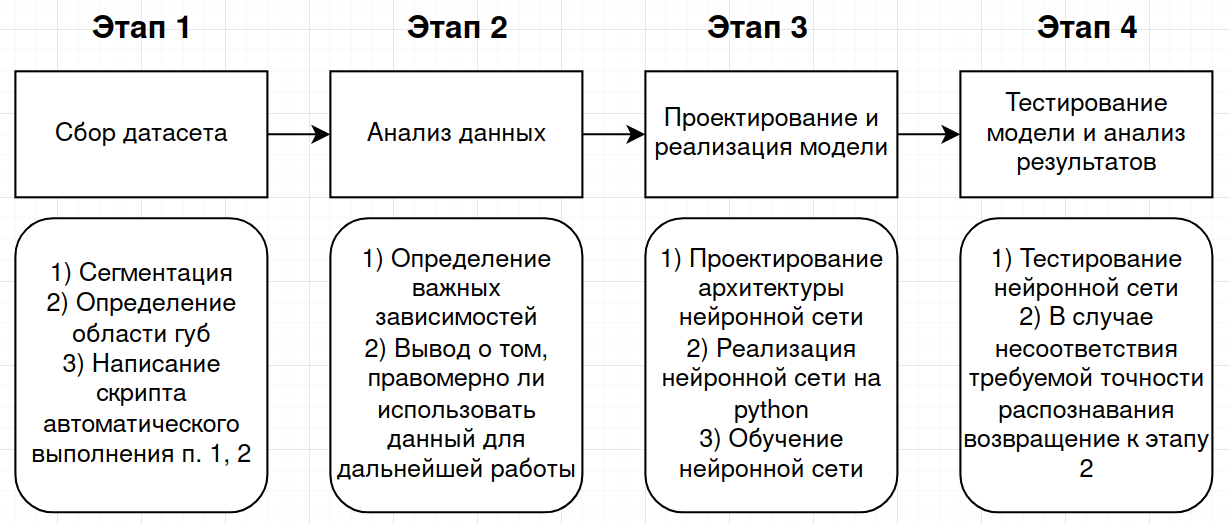 Этап 1
Сбор датасета
1) Сегментация
2) Определение
области губ
3) Написание
скрипта
автоматического
выполнения п. 1, 2
Этап 2
Анализ данных
1) Определение
важных
зависимостей
2) Вывод о том,
правомерно ли
использовать
данный для
дальнейшей работы
Этап 3
Проектирование и
реализация модели
1) Проектирование
архитектуры
нейронной сети
2) Реализация
нейронной сети на
python
3) Обучение
нейронной сети
Этап 4
Тестирование
модели и анализ
результатов
1) Тестирование
нейронной сети
2) В случае
несоответствия
требуемой точности
распознавания
возвращение к этапу
2